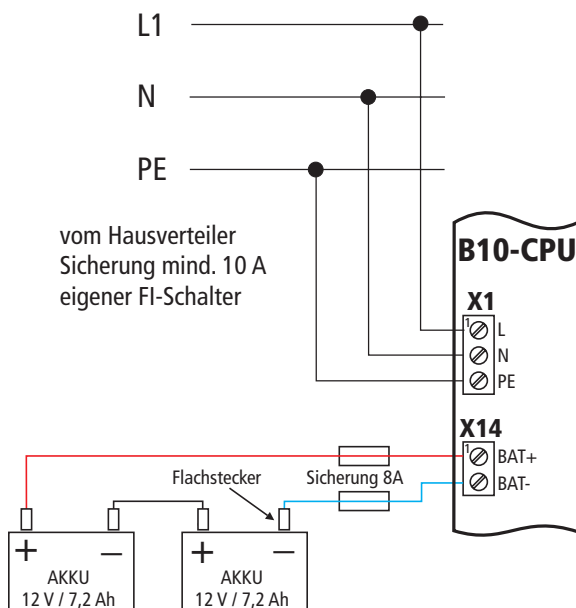 L1
N
PE
vom Hausverteiler
Sicherung mind. 10 A
eigener FI-Schalter
B10-CPU
X1
1
L
N
PE
X14
1
BAT+
BAT-
Flachstecker
Sicherung 8A
+ −
AKKU
12 V / 7,2 Ah
+ −
AKKU
12 V / 7,2 Ah